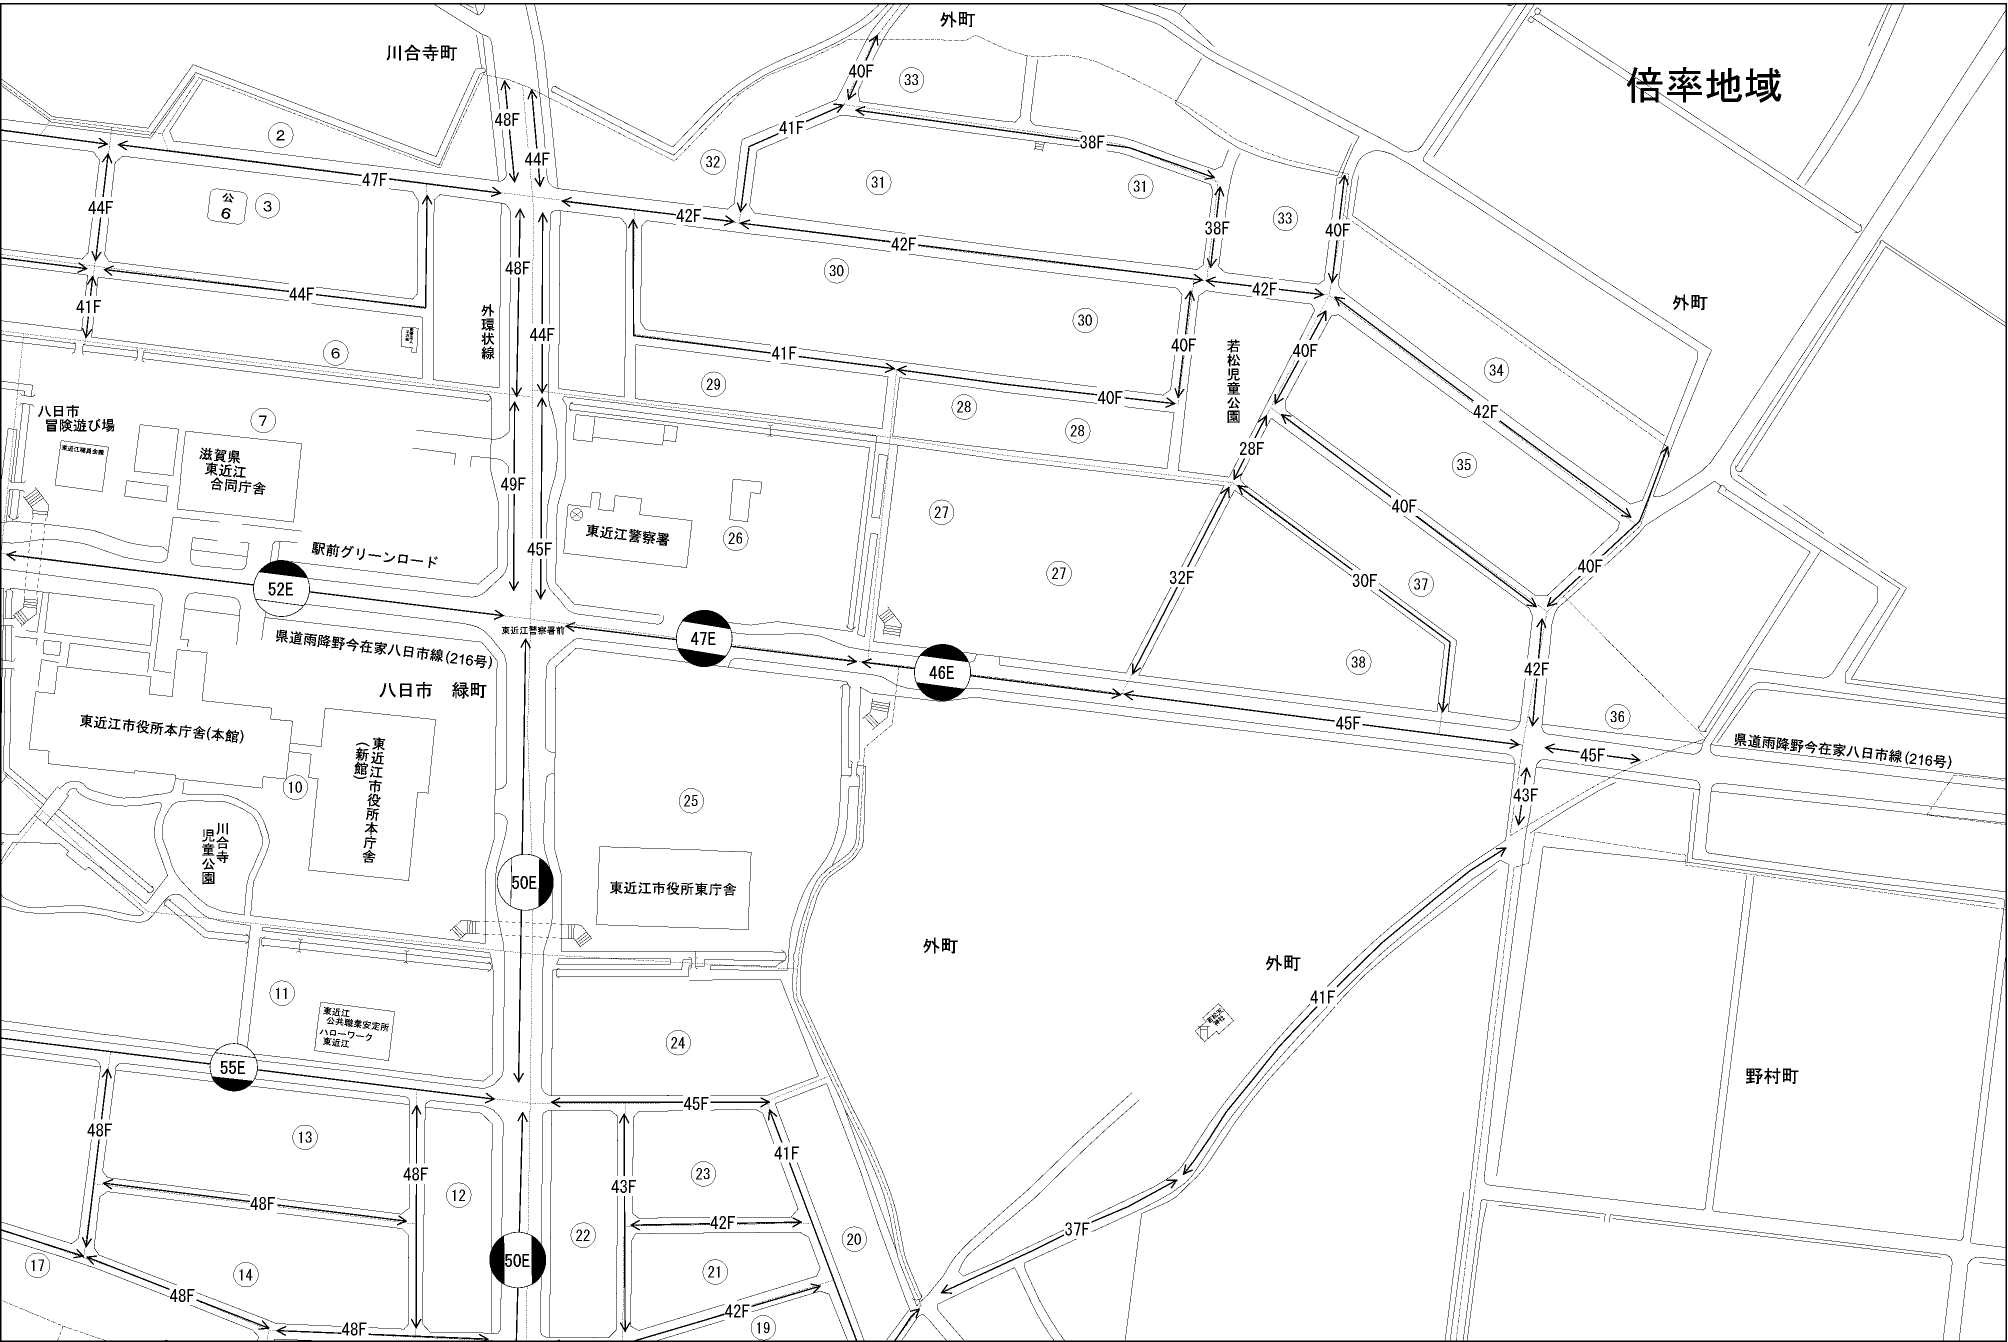 外町
川合寺町
倍率地域
40F
33
48F
44F
41F
38F
2
32
47F
31
31
公
6
3
44F
42F
38F
33
40F
42F
30
48F
42F
外町
44F
41F
30
外環状線
44F
40F
若松児童公園
40F
6
41F
34
29
40F
28
42F
八日市
冒険遊び場
7
28
28F
東近江職員会館
滋賀県
東近江
合同庁舎
35
49F
40F
27
東近江警察署
26
45F
駅前グリーンロード
27
32F
30F
37
40F
52E
東近江警察署前
県道雨降野今在家八日市線(216号)
47E
46E
38
42F
八日市 緑町
東近江市役所本庁舎(本館)
東近江市役所本庁舎
(新館)
45F
36
45F
県道雨降野今在家八日市線(216号)
10
25
43F
川合寺
児童公園
50E
東近江市役所東庁舎
外町
外町
11
41F
東近江
公共職業安定所
ハローワーク
東近江
若松天
神社
24
55E
野村町
45F
48F
13
41F
48F
23
12
43F
48F
42F
22
37F
20
17
14
50E
21
48F
42F
48F
19